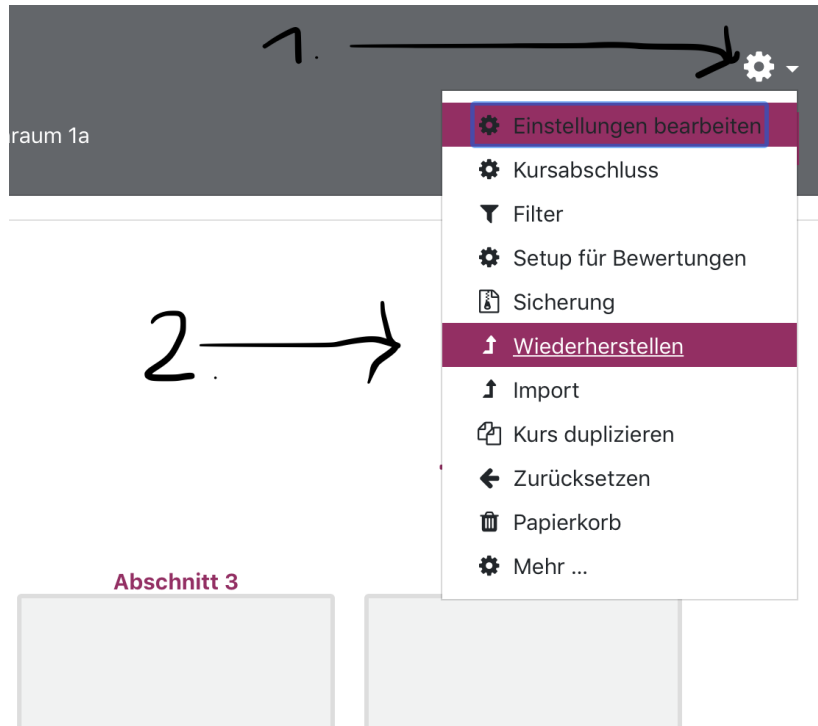 1.
raum 1a
Einstellungen bearbeiten
Kursabschluss
Filter
Setup für Bewertungen
Sicherung
2.
Wiederherstellen
Import
Kurs duplizieren
Zurücksetzen
Papierkorb
Mehr ...
Abschnitt 3